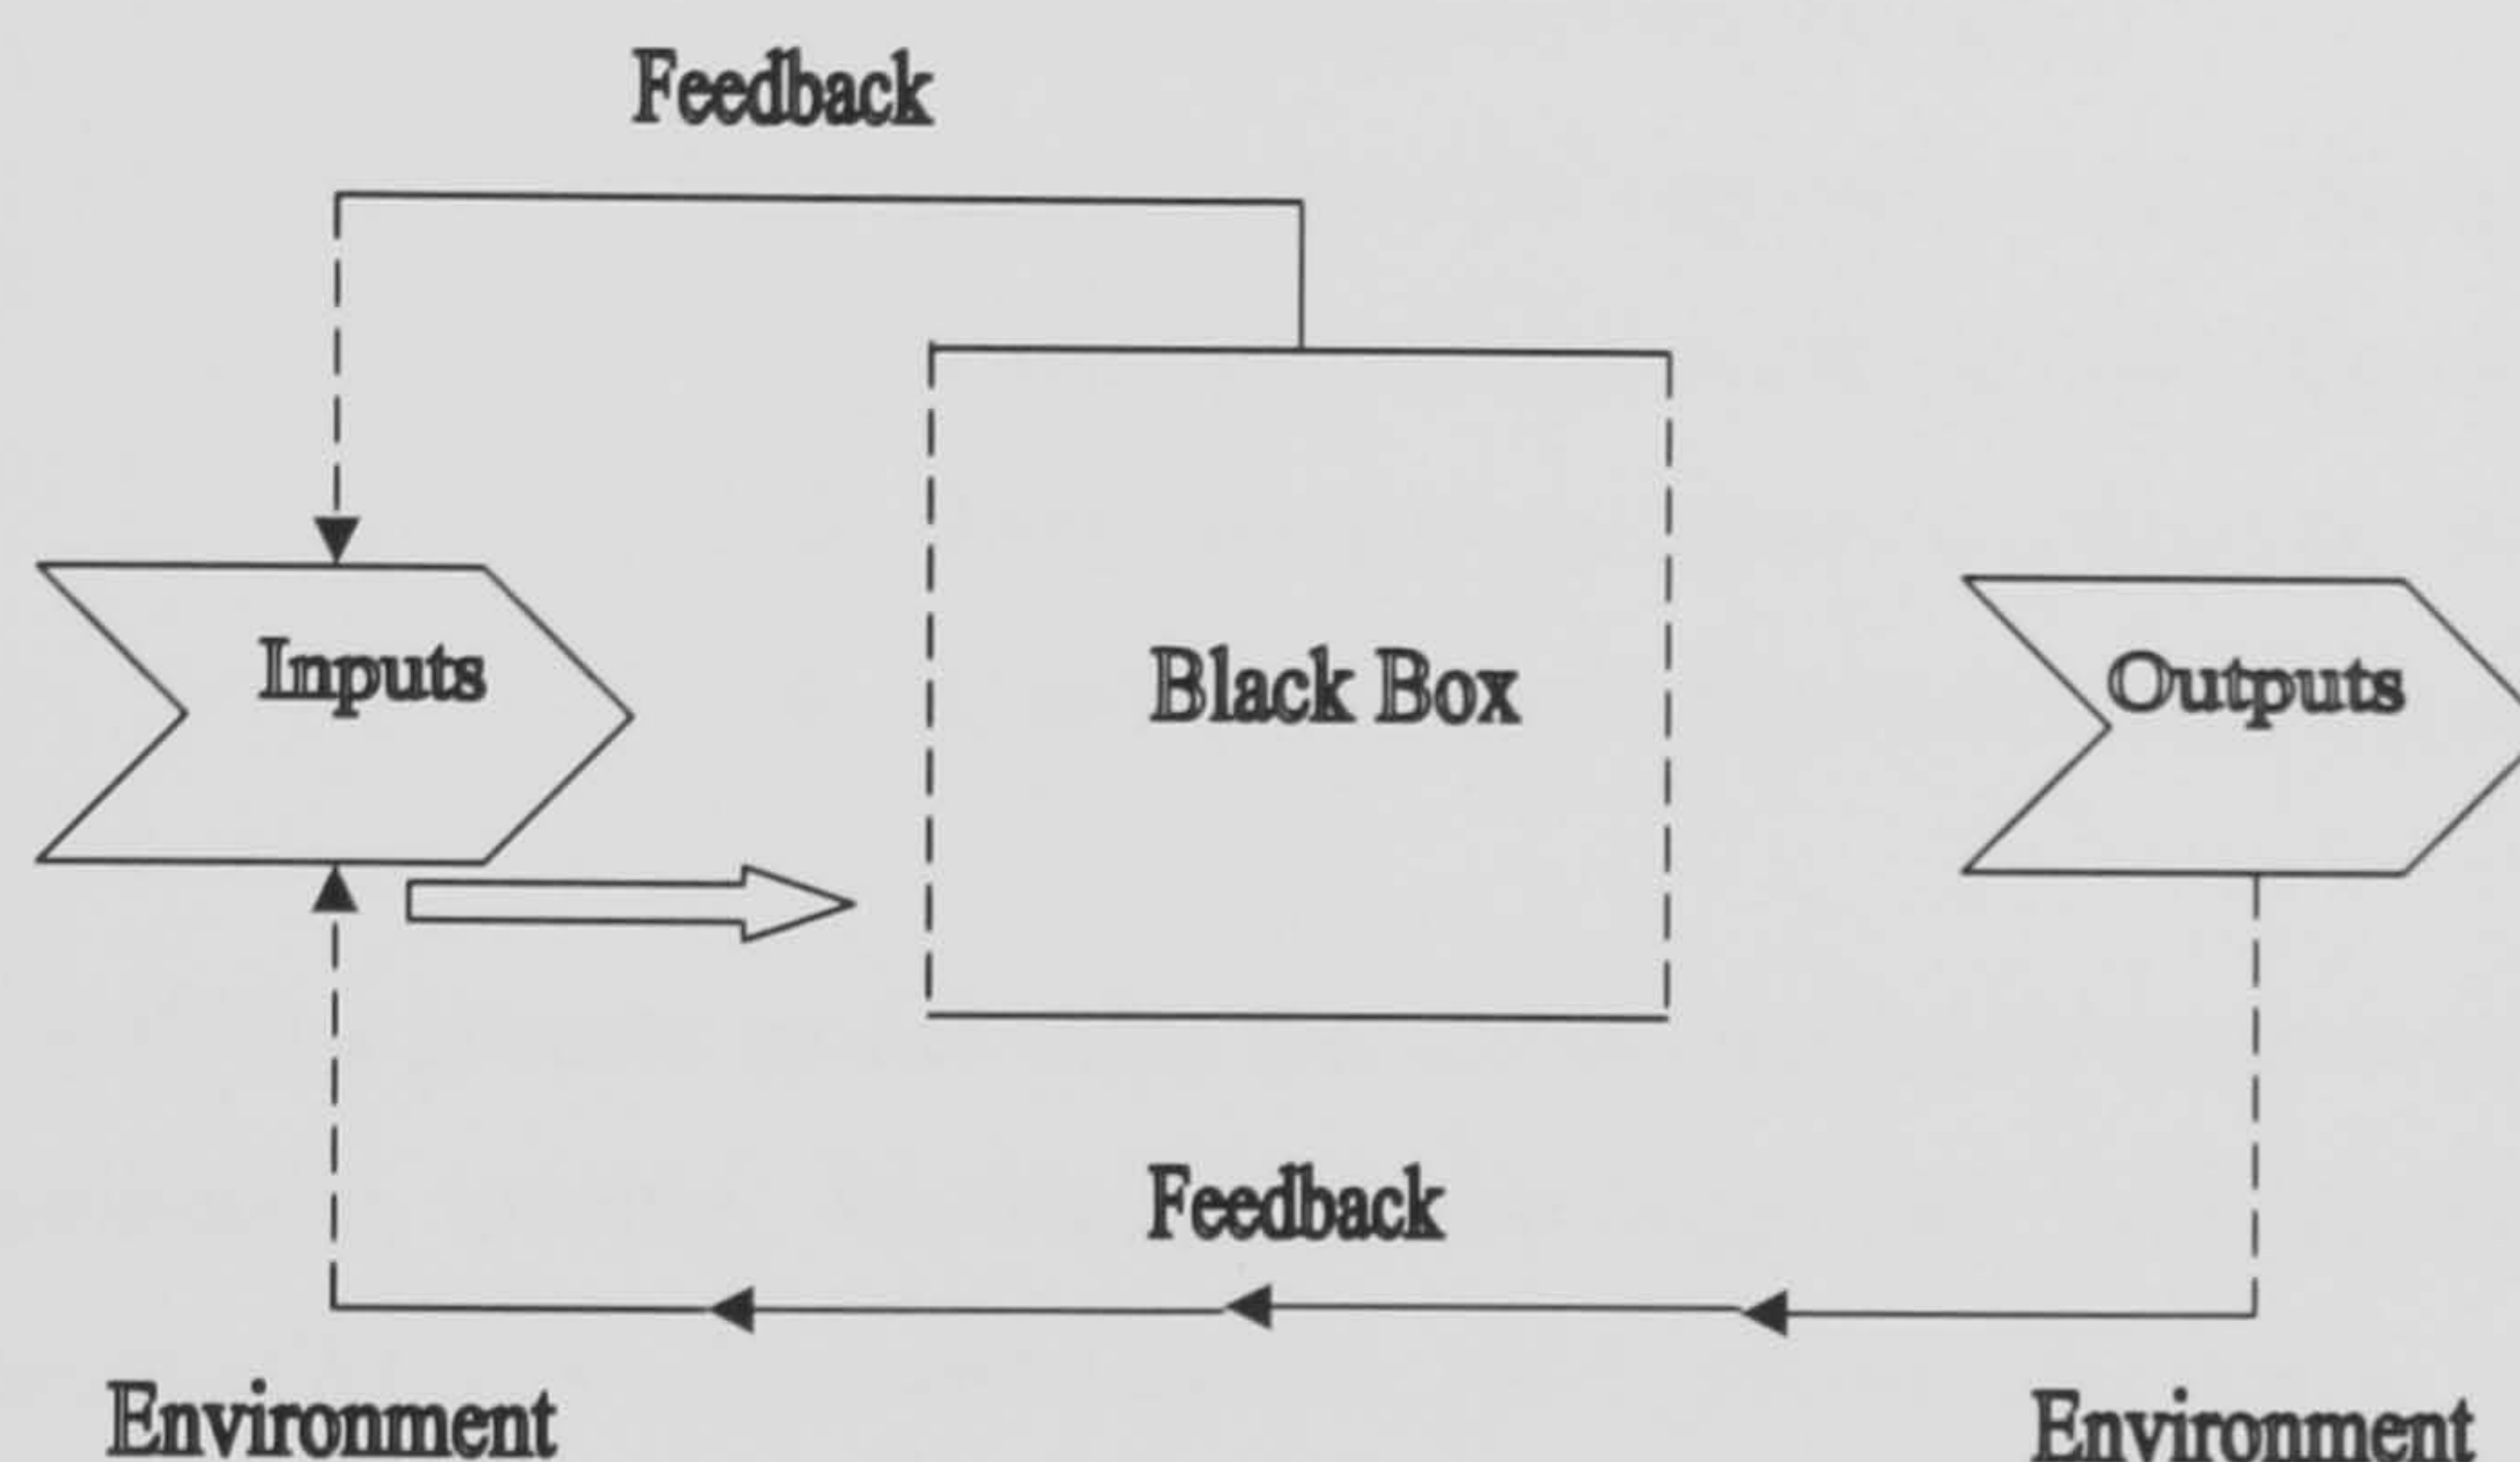 Feedback
Inputs
Black Box
Outputs
Feedback
Environment
Environment